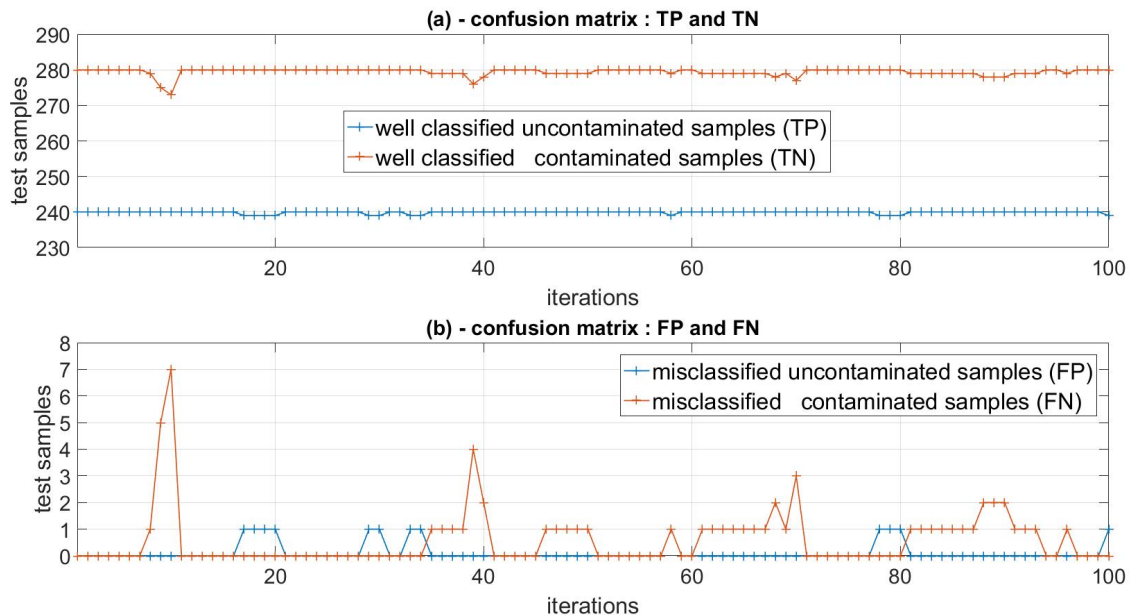 (a) - confusion matrix : TP and TN
290
280
270
260
250
240
230
test samples
well classified uncontaminated samples (TP)
well classified contaminated samples (TN)
20 40 60 80 100
iterations
(b) - confusion matrix : FP and FN
8
7
6
5
4
3
2
1
0
test samples
misclassified uncontaminated samples (FP)
misclassified contaminated samples (FN)
20 40 60 80 100
iterations